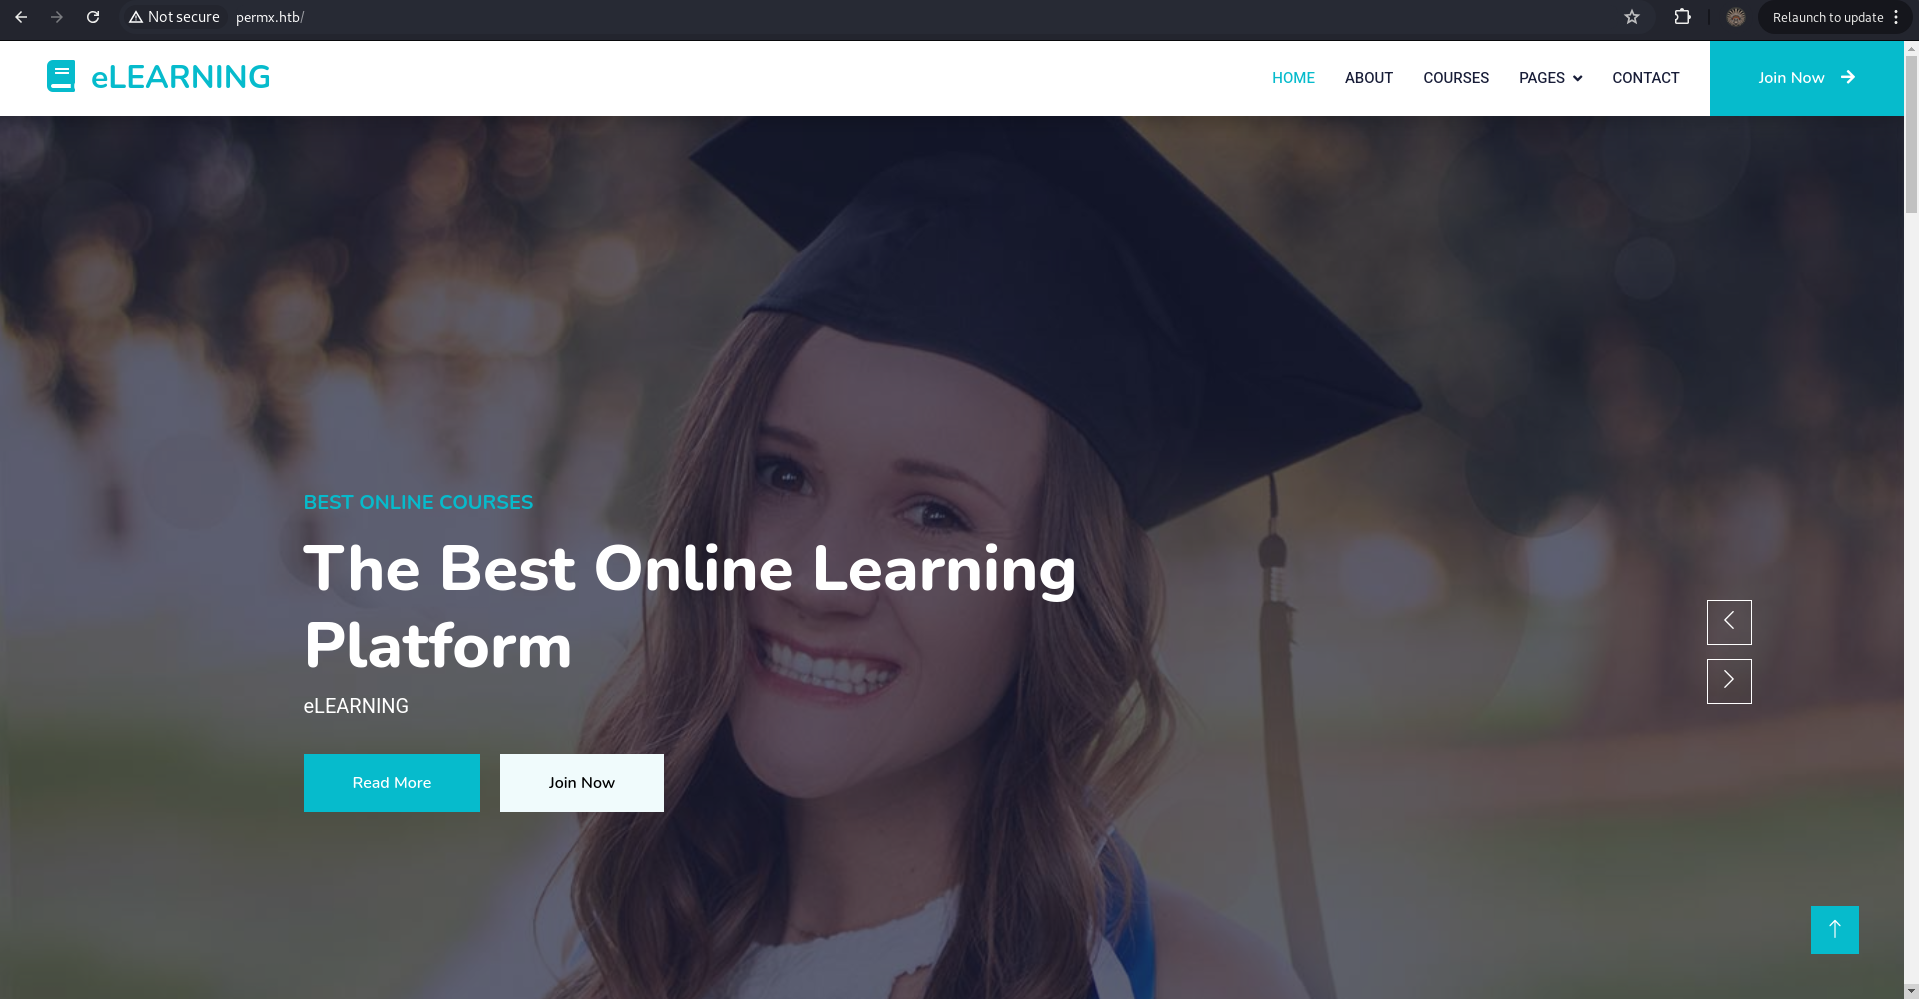 Not secure permx.htb/ Relaunch to update
eLEARNING HOME ABOUT COURSES PAGES CONTACT Join Now
BEST ONLINE COURSES
The Best Online Learning
Platform
eLEARNING
Read More Join Now